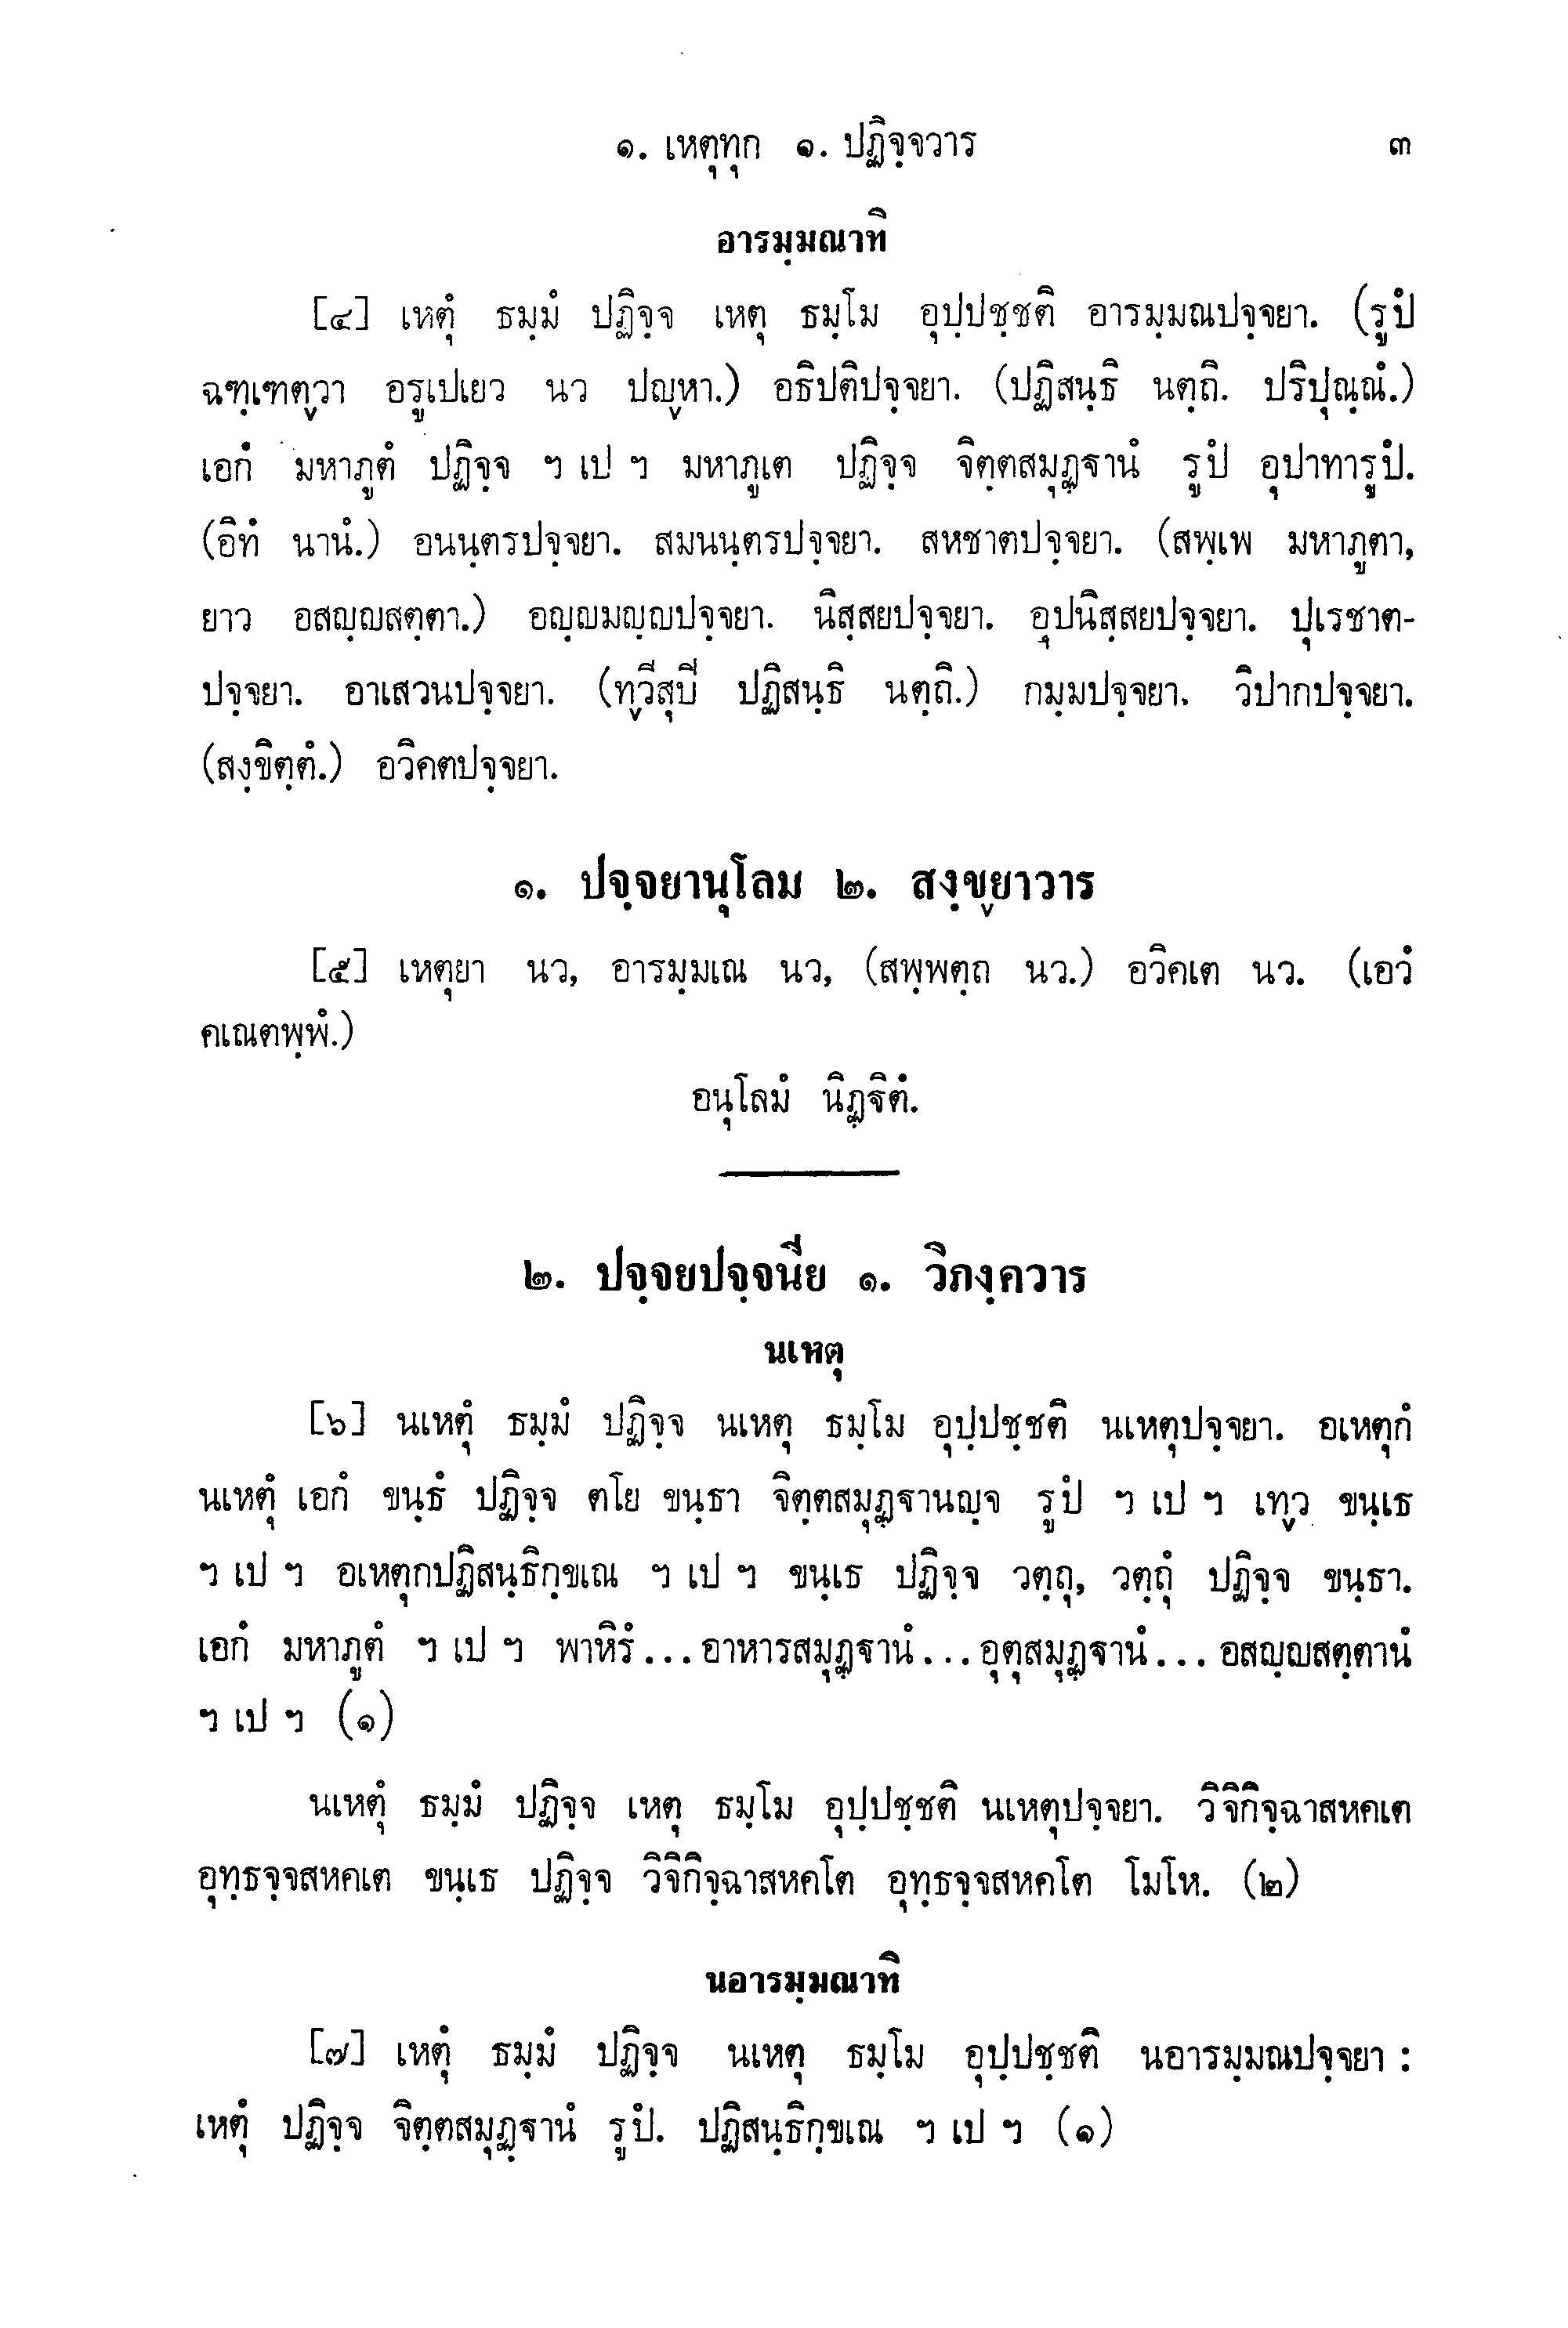 ๑. เหตุทุก ๑. ปฏิจฺจวาร ๓
อารมฺมณาทิ
[๔] เหตุํ ธมฺมํ ปฏิจฺจ เหตุ ธมฺโม อุปฺปชฺชติ อารมฺมณปจฺจยา. (รูปํ
ฉฑฺเฑตฺวา อรูเปเยว นว ปญฺหา.) อธิปติปจฺจยา. (ปฏิสนฺธิ นตฺถิ. ปริปุณฺณํ.)
เอกํ มหาภูตํ ปฏิจฺจ ฯ เป ฯ มหาภูเต ปฏิจฺจ จิตฺตสมุฏฺฐานํ รูปํ อุปาทารูปํ.
(อิทํ นานํ.) อนนฺตรปจฺจยา. สมนนฺตรปจฺจยา. สหชาตปจฺจยา. (สพฺเพ มหาภูตา,
ยาว อสญฺญสตฺตา.) อญฺญมญฺญปจฺจยา. นิสฺสยปจฺจยา. อุปนิสฺสยปจฺจยา. ปุเรชาต-
ปจฺจยา. อาเสวนปจฺจยา. (ทฺวีสุปี ปฏิสนฺธิ นตฺถิ.) กมฺมปจฺจยา. วิปากปจฺจยา.
(สงฺขิตฺตํ.) อวิคตปจฺจยา.
๑. ปจฺจยานุโลม ๒. สงฺขฺยาวาร
[๕] เหตุยา นว, อารมฺมเณ นว, (สพฺพตฺถ นว.) อวิคเต นว. (เอวํ
คเณตพฺพํ.)
อนุโลมํ นิฏฺฐิตํ.
๒. ปจฺจยปจฺจนีย ๑. วิภงฺควาร
นเหตุ
[๖] นเหตุํ ธมฺมํ ปฏิจฺจ นเหตุ ธมฺโม อุปฺปชฺชติ นเหตุปจฺจยา. อเหตุกํ
นเหตุํ เอกํ ขนฺธํ ปฏิจฺจ ตโย ขนฺธา จิตฺตสมุฏฺฐานญฺจ รูปํ ฯ เป ฯ เทฺว ขนฺเธ
ฯ เป ฯ อเหตุกปฏิสนฺธิกฺขเณ ฯ เป ฯ ขนฺเธ ปฏิจฺจ วตฺถุ, วตฺถุํ ปฏิจฺจ ขนฺธา.
เอกํ มหาภูตํ ฯ เป ฯ พาหิรํ...อาหารสมุฏฺฐานํ...อุตุสมุฏฺฐานํ...อสญฺญสตฺตานํ
ฯ เป ฯ (๑)
นเหตุํ ธมฺมํ ปฏิจฺจ เหตุ ธมฺโม อุปฺปชฺชติ นเหตุปจฺจยา. วิจิกิจฺฉาสหคเต
อุทฺธจฺจสหคเต ขนฺเธ ปฏิจฺจ วิจิกิจฺฉาสหคโต อุทฺธจฺจสหคโต โมโห. (๒)
นอารมฺมณาทิ
[๗] เหตุํ ธมฺมํ ปฏิจฺจ นเหตุ ธมฺโม อุปฺปชฺชติ นอารมฺมณปจฺจยา :
เหตุํ ปฏิจฺจ จิตฺตสมุฏฺฐานํ รูปํ. ปฏิสนฺธิกฺขเณ ฯ เป ฯ (๑)